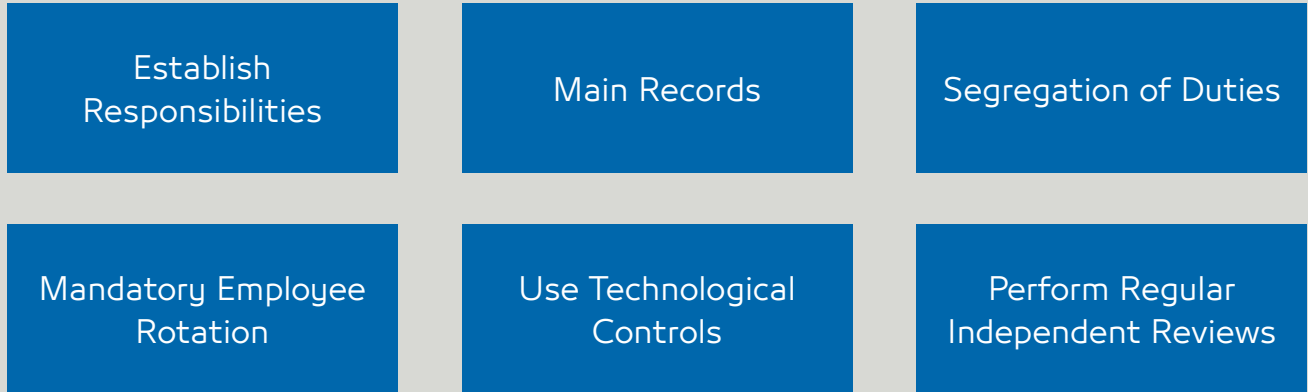 Establish
Responsibilities
Main Records
Segregation of Duties
Mandatory Employee
Rotation
Use Technological
Controls
Perform Regular
Independent Reviews